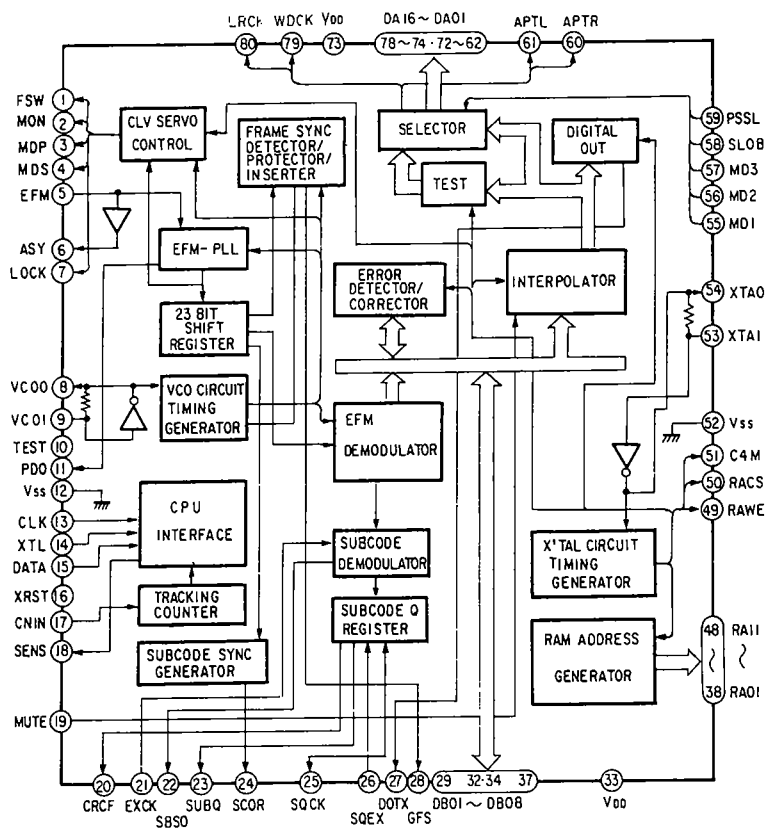 LRCK WDCK VDD DA16~DA01 APTL APTR
80 79 73 78~74·72~62 61 60
FSW 1
MON 2
MDP 3
MDS 4
EFM 5
ASY 6
LOCK 7
VCO0 8
VCO1 9
TEST 10
PDO 11
Vss 12
CLK 13
XTL 14
DATA 15
XRST 16
CNIN 17
SENS 18
MUTE 19
CLV SERVO
CONTROL
FRAME SYNC
DETECTOR/
PROTECTOR/
INSERTER
SELECTOR
DIGITAL
OUT
TEST
EFM-PLL
ERROR
DETECTOR/
CORRECTOR
INTERPOLATOR
23 BIT
SHIFT
REGISTER
VCO CIRCUIT
TIMING
GENERATOR
EFM
DEMODULATOR
CPU
INTERFACE
SUBCODE
DEMODULATOR
X'TAL CIRCUIT
TIMING
GENERATOR
TRACKING
COUNTER
SUBCODE Q
REGISTER
SUBCODE SYNC
GENERATOR
RAM ADDRESS
GENERATOR
59 PSSL
58 SLOB
57 MD3
56 MD2
55 MD1
54 XTAO
53 XTAI
52 Vss
51 C4M
50 RACS
49 RAWE
48 RA11
~ ~
38 RA01
20 21 22 23 24 25 26 27 28 29 32·34 37 33
CRCF EXCK SBSO SUBQ SCOR SQCK SQEX DOTX GFS DB01~DB08 VDD